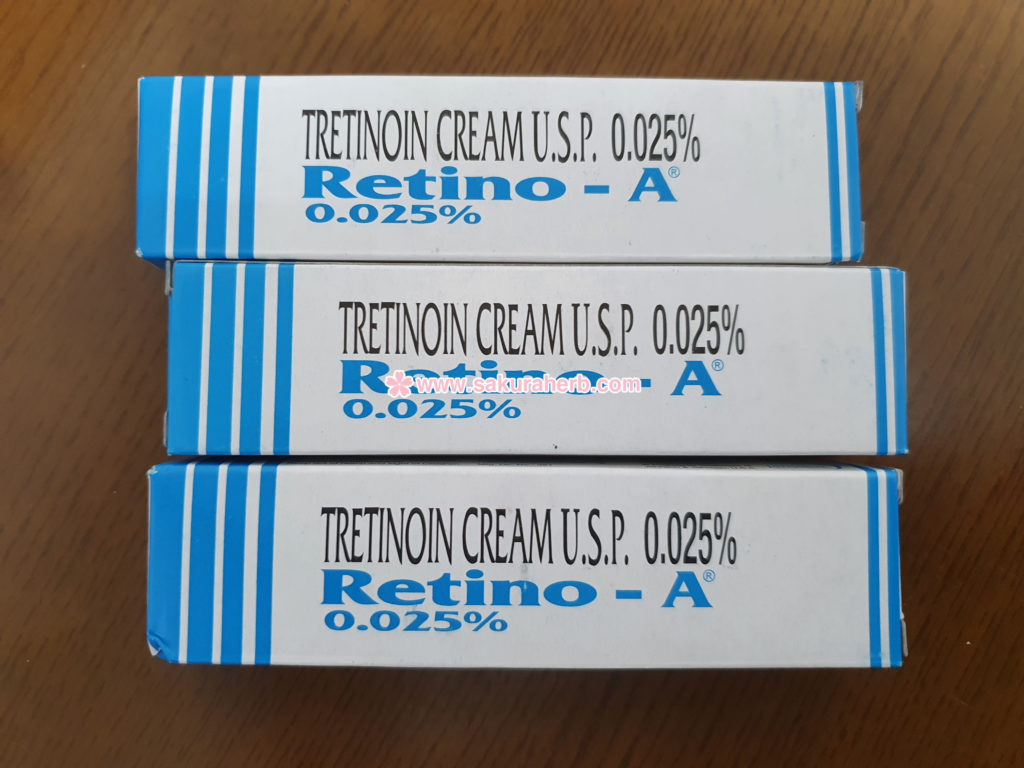 TRETINOIN CREAM U.S.P. 0.025%
Retino - A®
0.025%
TRETINOIN CREAM U.S.P. 0.025%
Retino - A®
www.sakuraherb.com
0.025%
TRETINOIN CREAM U.S.P. 0.025%
Retino - A®
0.025%